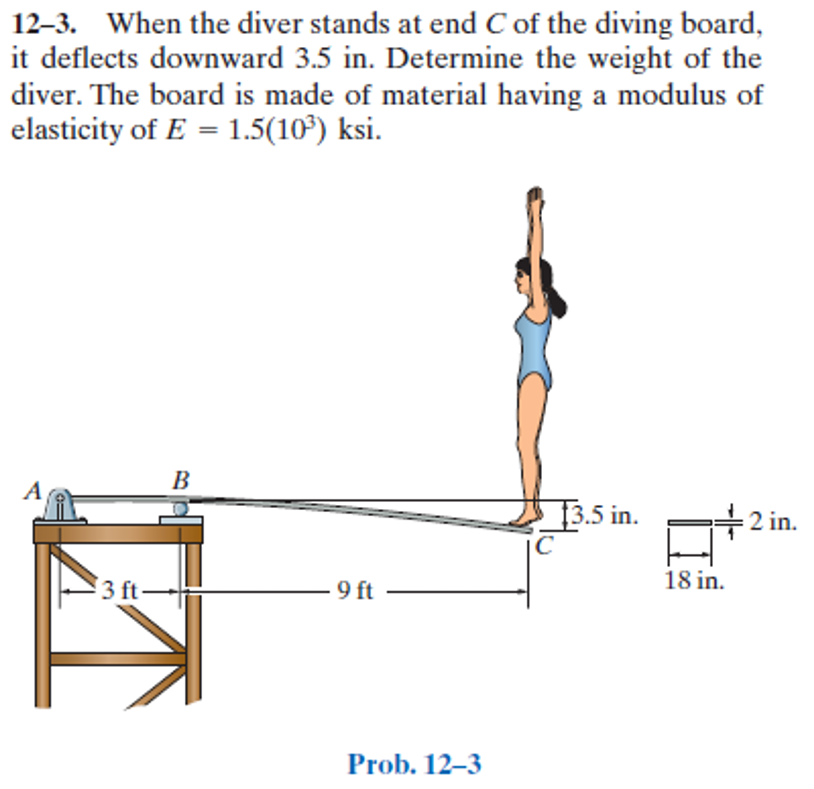 12–3. When the diver stands at end C of the diving board,
it deflects downward 3.5 in. Determine the weight of the
diver. The board is made of material having a modulus of
elasticity of E = 1.5(10³) ksi.
A
B
3.5 in.
C
2 in.
18 in.
3 ft
9 ft
Prob. 12–3